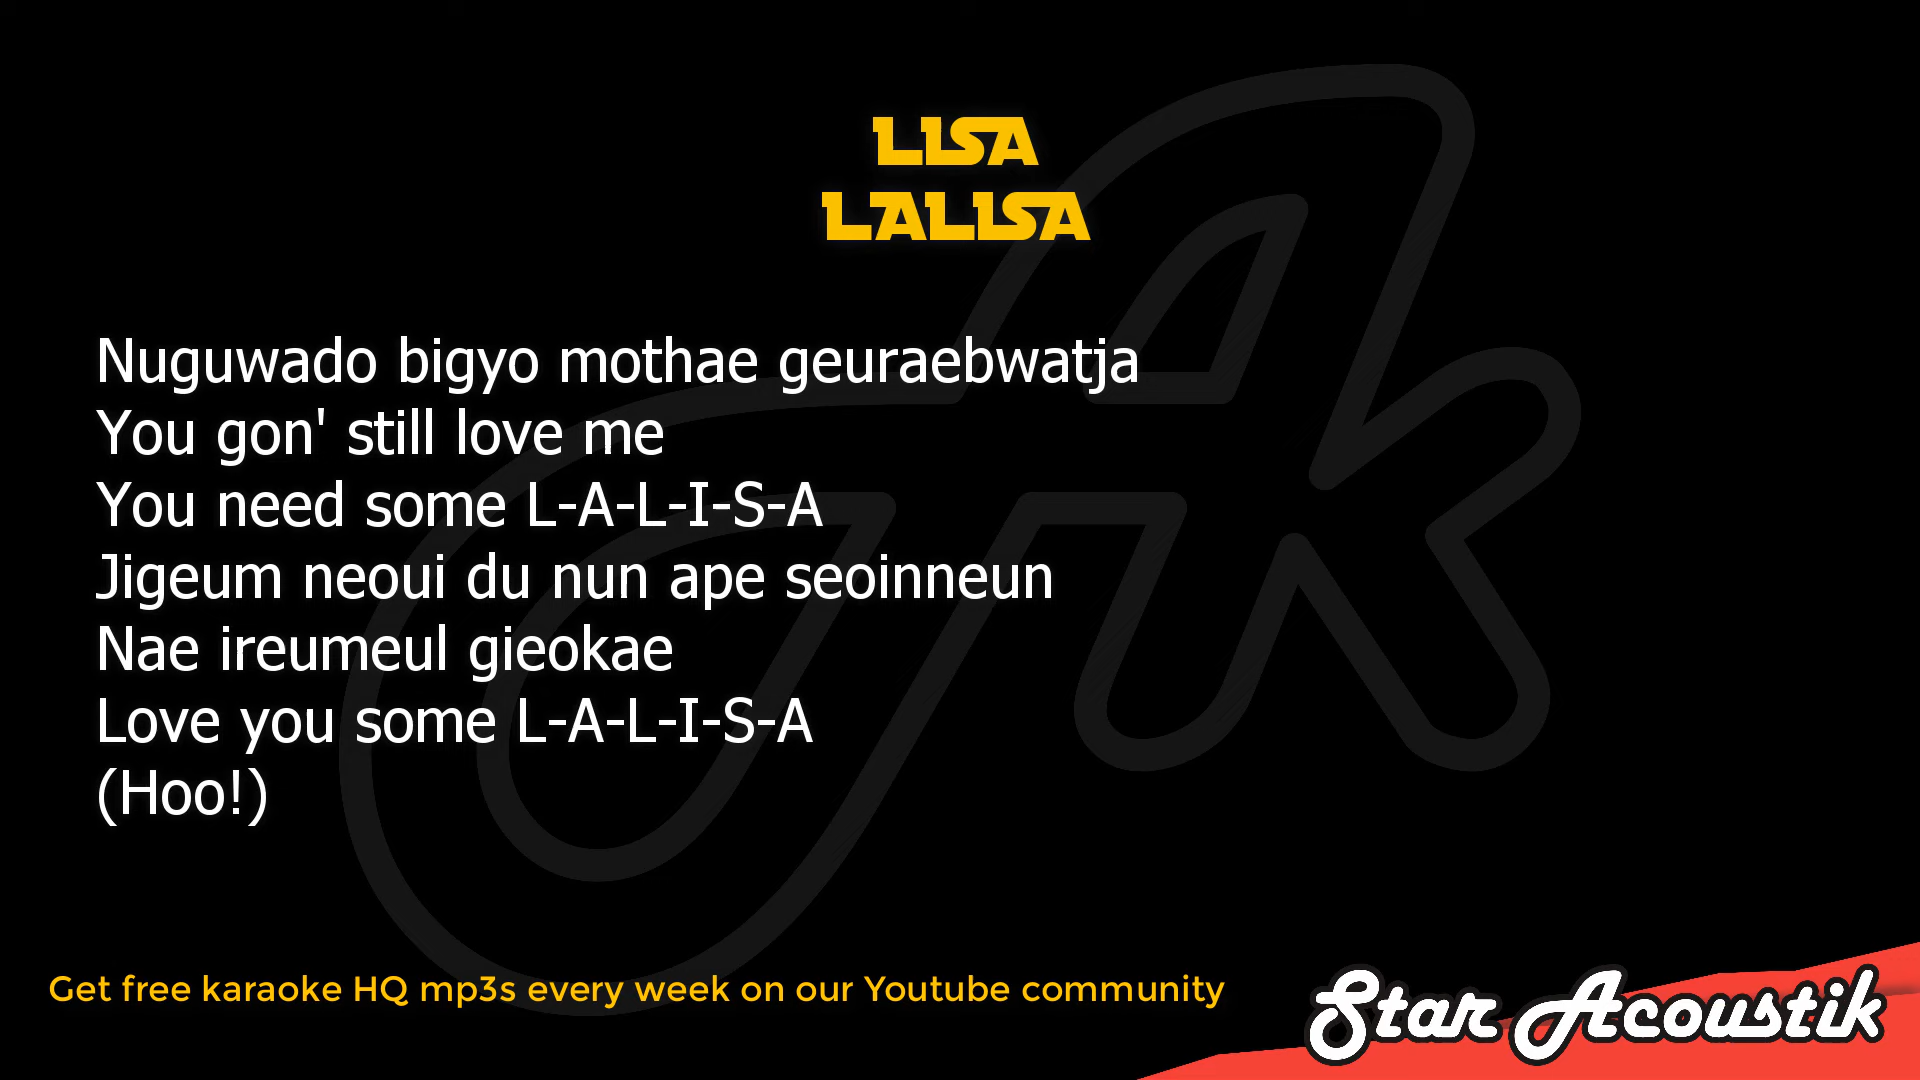 LISA
LALISA
Nuguwado bigyo mothae geuraebwatja
You gon' still love me
You need some L-A-L-I-S-A
Jigeum neoui du nun ape seoinneun
Nae ireumeul gieokae
Love you some L-A-L-I-S-A
(Hoo!)
Get free karaoke HQ mp3s every week on our Youtube community
Star Acoustik